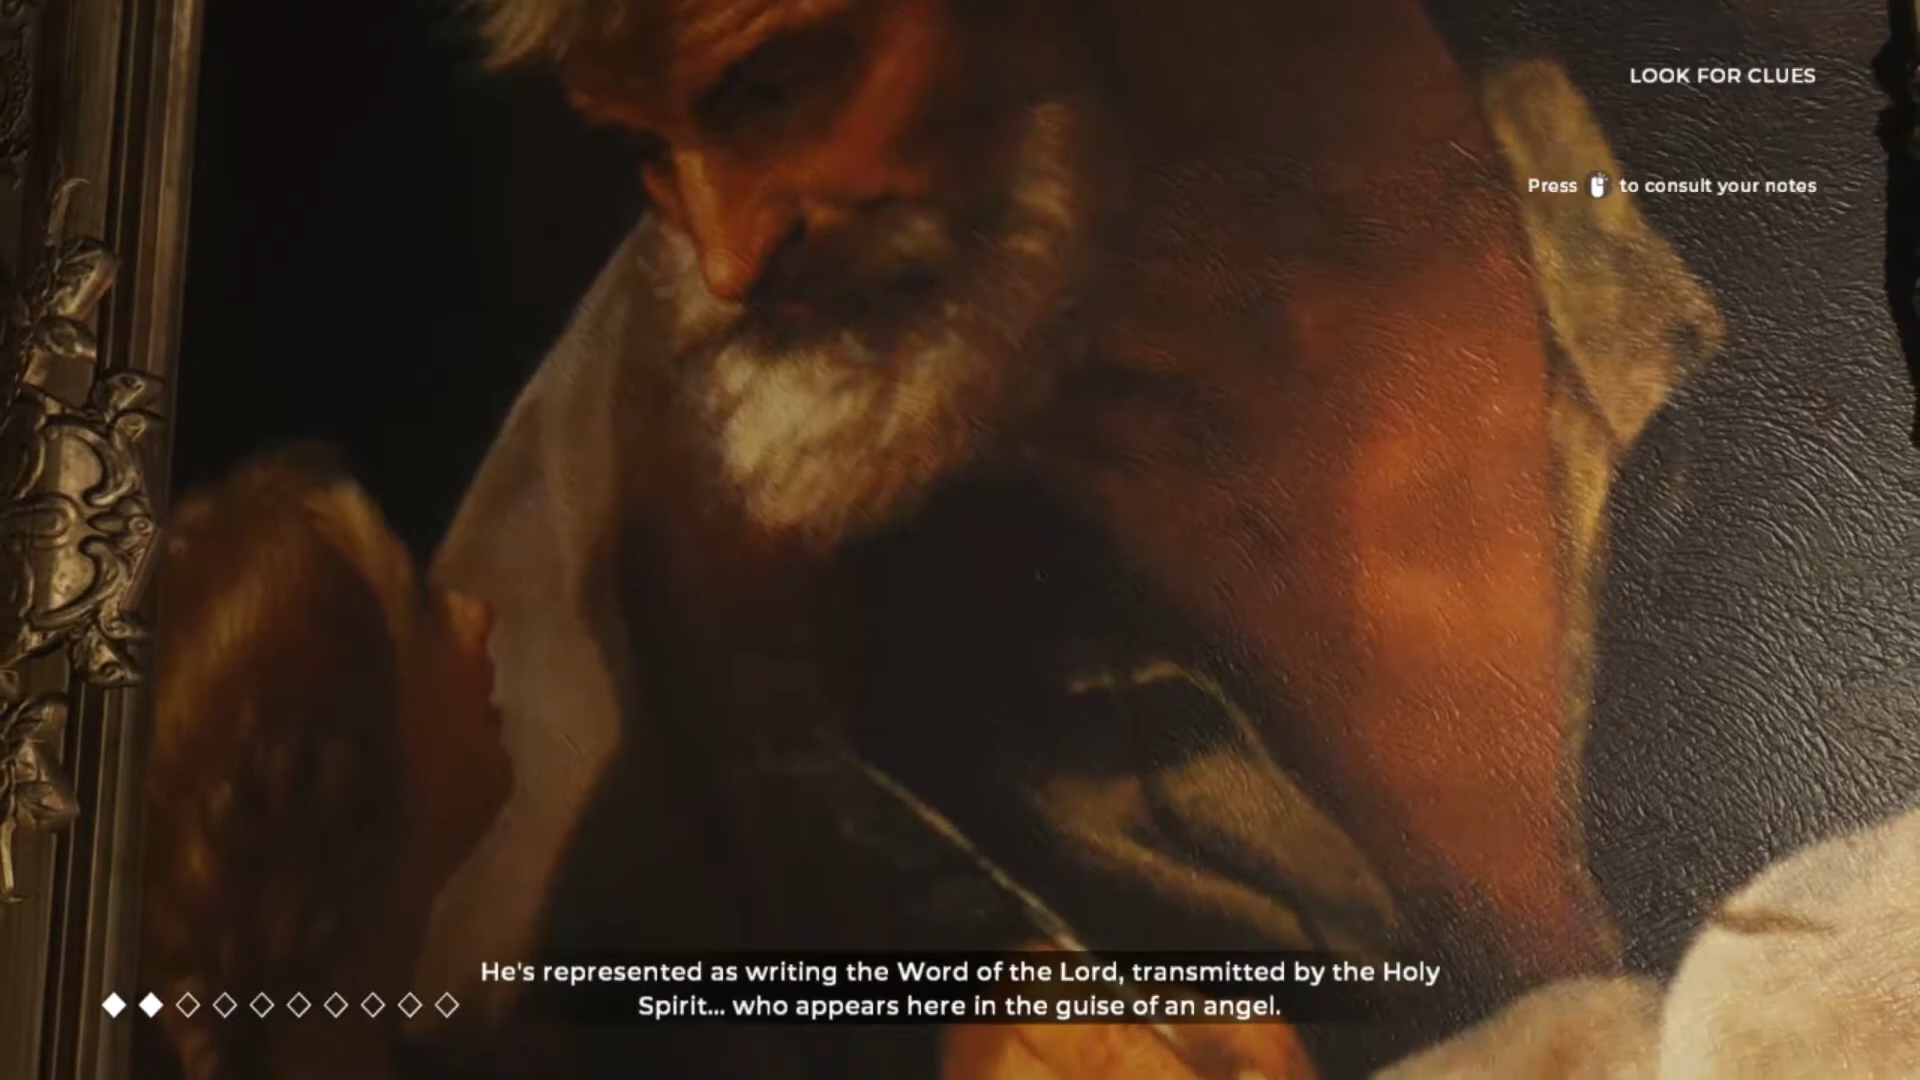 LOOK FOR CLUES
Press to consult your notes
He's represented as writing the Word of the Lord, transmitted by the Holy
Spirit... who appears here in the guise of an angel.